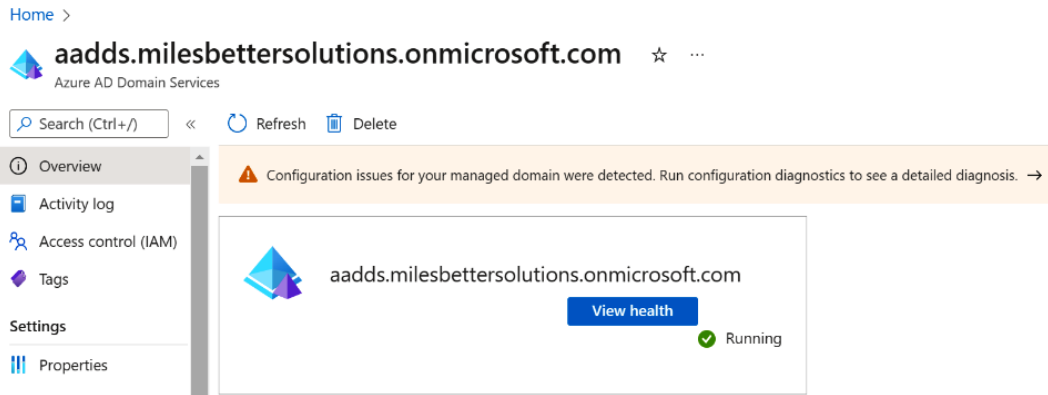 Home >
aadds.milesbettersolutions.onmicrosoft.com ☆ ...
Azure AD Domain Services
Search (Ctrl+/) «
Refresh Delete
Overview
Configuration issues for your managed domain were detected. Run configuration diagnostics to see a detailed diagnosis. →
Activity log
Access control (IAM)
Tags
aadds.milesbettersolutions.onmicrosoft.com
View health
Running
Settings
Properties